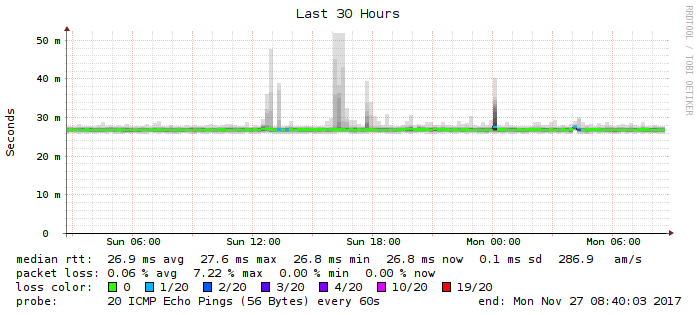 Last 30 Hours
RRDTOOL / TOBI OETIKER
Seconds
50 m
40 m
30 m
20 m
10 m
0
Sun 06:00 Sun 12:00 Sun 18:00 Mon 00:00 Mon 06:00
median rtt: 26.9 ms avg 27.6 ms max 26.8 ms min 26.8 ms now 0.1 ms sd 286.9 am/s
packet loss: 0.06 % avg 7.22 % max 0.00 % min 0.00 % now
loss color: 0 1/20 2/20 3/20 4/20 10/20 19/20
probe: 20 ICMP Echo Pings (56 Bytes) every 60s end: Mon Nov 27 08:40:03 2017